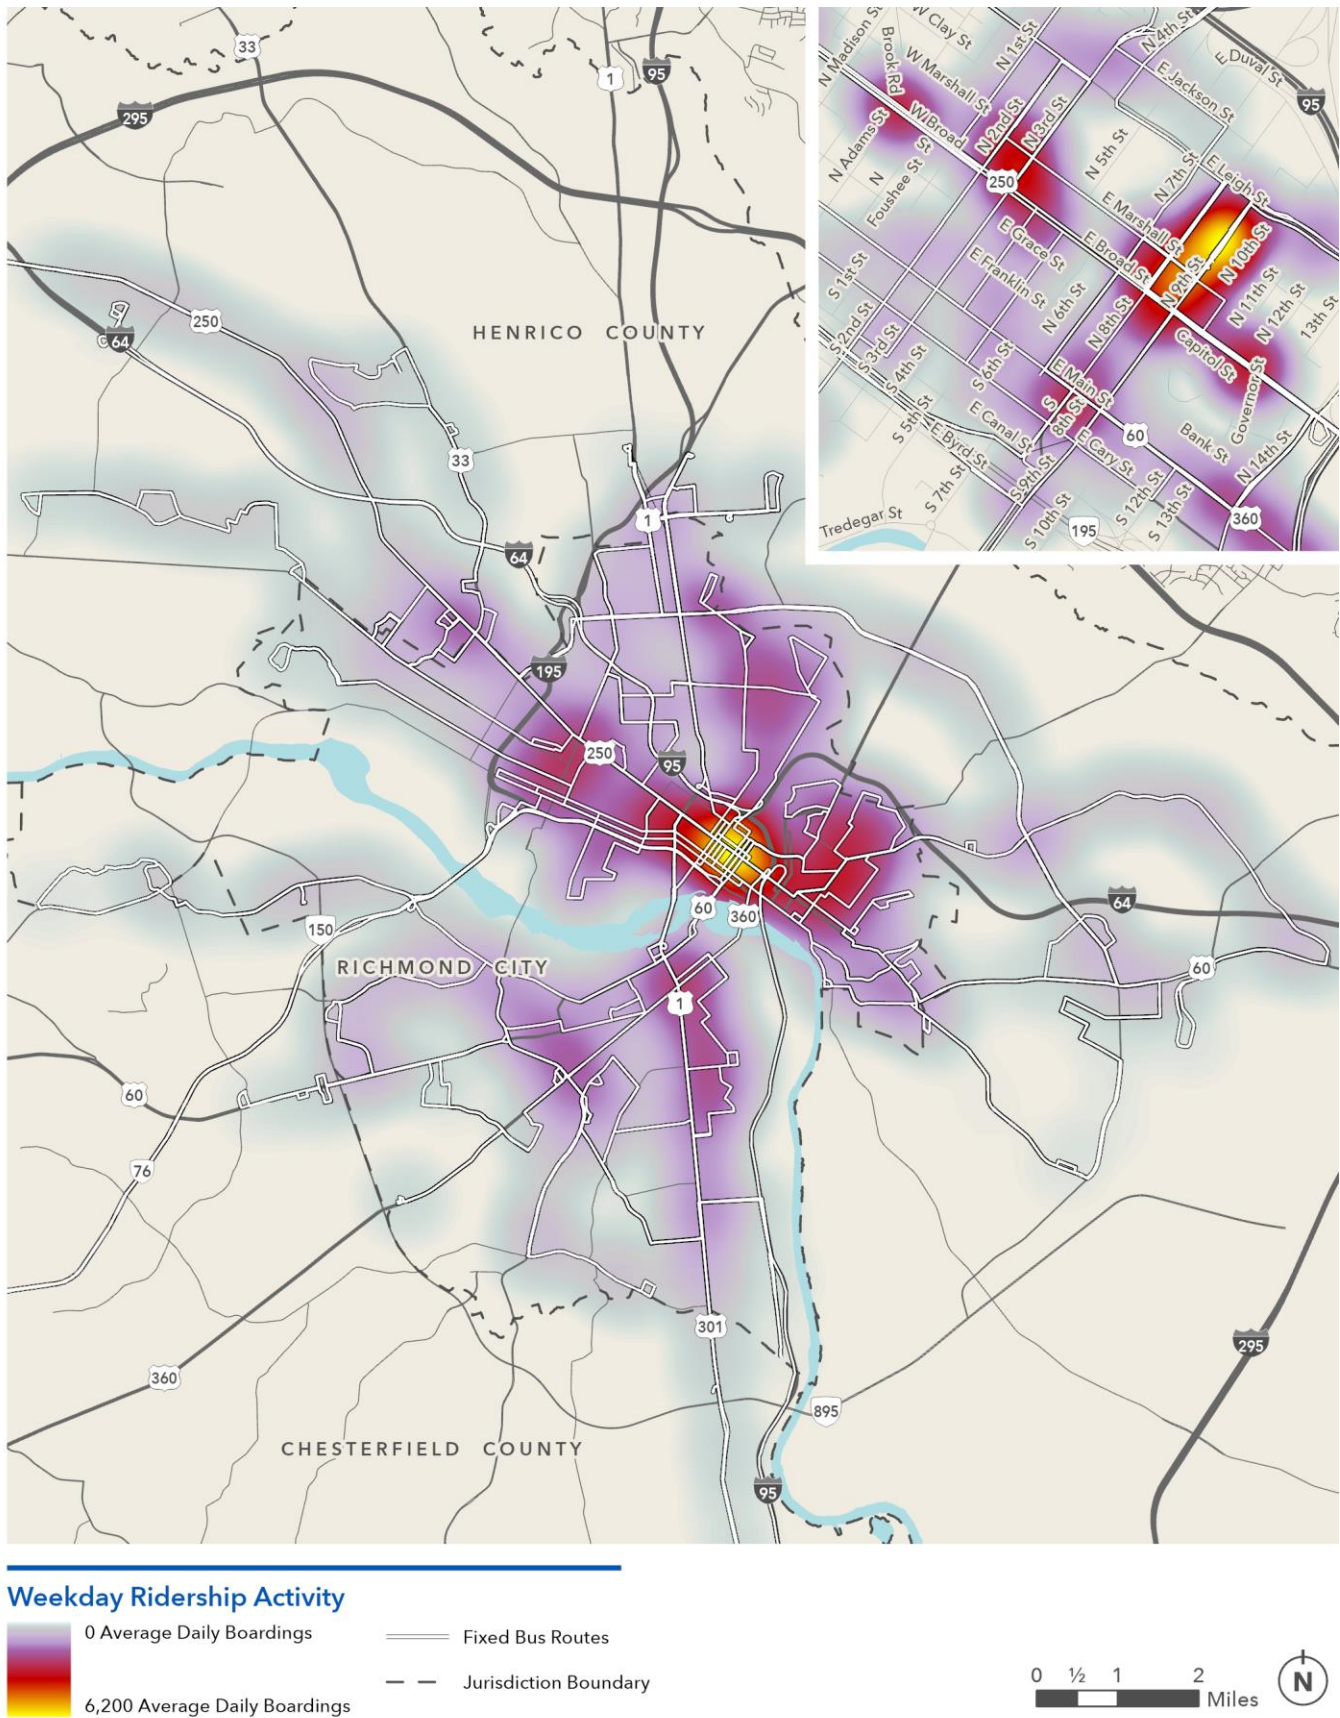 33
1
95
295
250
64
HENRICO COUNTY
33
1
64
195
250
95
60
360
64
150
RICHMOND CITY
60
1
60
76
301
360
295
895
CHESTERFIELD COUNTY
95
N Madison St
W Clay St
Brook Rd
N 1st St
N 4th St
E Duval St
W Marshall St
E Jackson St
95
N Adams St
W Broad St
N 2nd St
N 3rd St
N 5th St
N Foushee St
250
N 7th St
E Leigh St
E Marshall St
E Grace St
E Broad St
N 10th St
S 1st St
E Franklin St
N 9th St
N 11th St
N 12th St
13th St
S 2nd St
N 6th St
N 8th St
S 3rd St
Capitol St
S 4th St
S 6th St
E Main St
Governor St
S 8th St
S 5th St
E Canal St
60
Bank St
E Byrd St
E Cary St
N 14th St
S 7th St
S 9th St
S 12th St
360
Tredegar St
S 10th St
195
S 13th St
Weekday Ridership Activity
0 Average Daily Boardings
6,200 Average Daily Boardings
Fixed Bus Routes
Jurisdiction Boundary
0 ½ 1 2
Miles
N